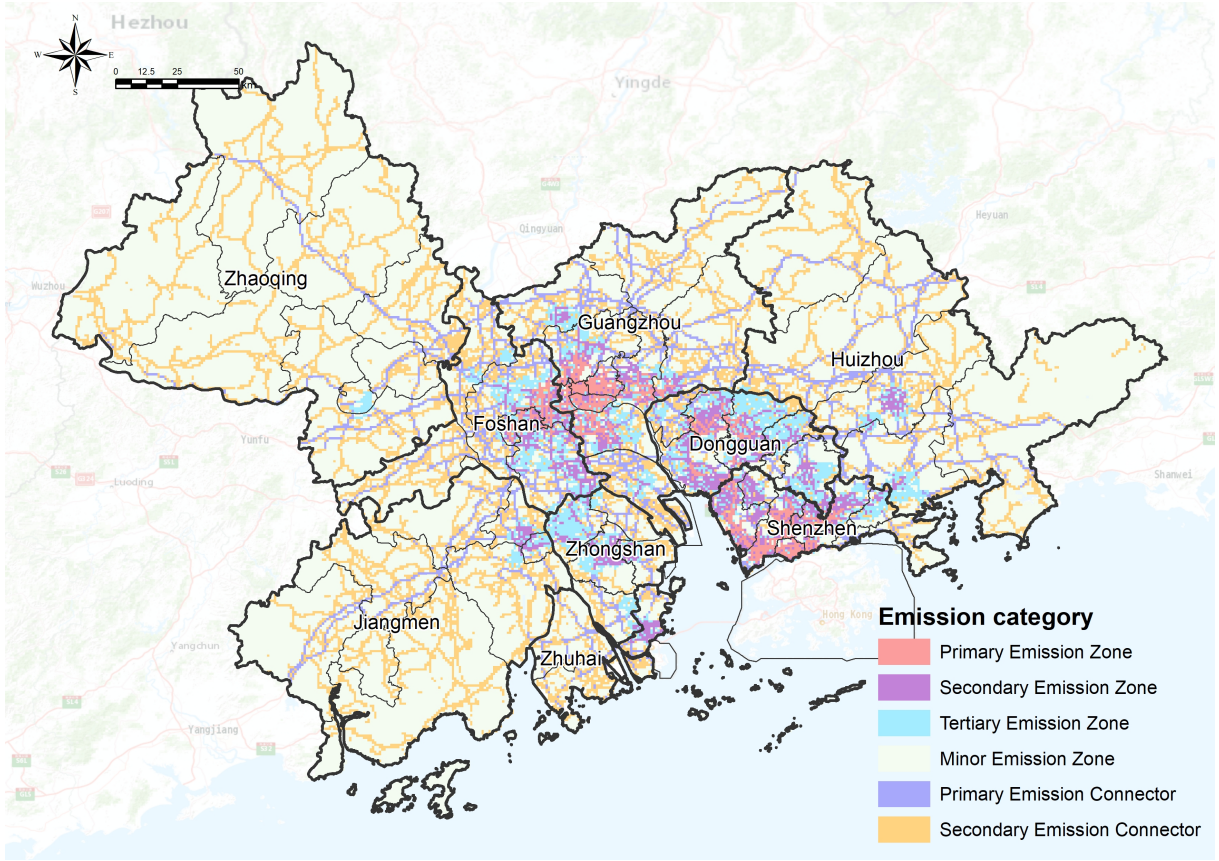 Hezhou
N
W
E
S
0 12.5 25 50
Km
Yingde
Heyuan
Qingyuan
Wuzhou
Zhaoqing
Guangzhou
Huizhou
Foshan
Dongguan
Yunfu
Luoding
Shanwei
Shenzhen
Zhongshan
Jiangmen
Hong Kong
Yangchun
Zhuhai
Yangjiang
Emission category
Primary Emission Zone
Secondary Emission Zone
Tertiary Emission Zone
Minor Emission Zone
Primary Emission Connector
Secondary Emission Connector